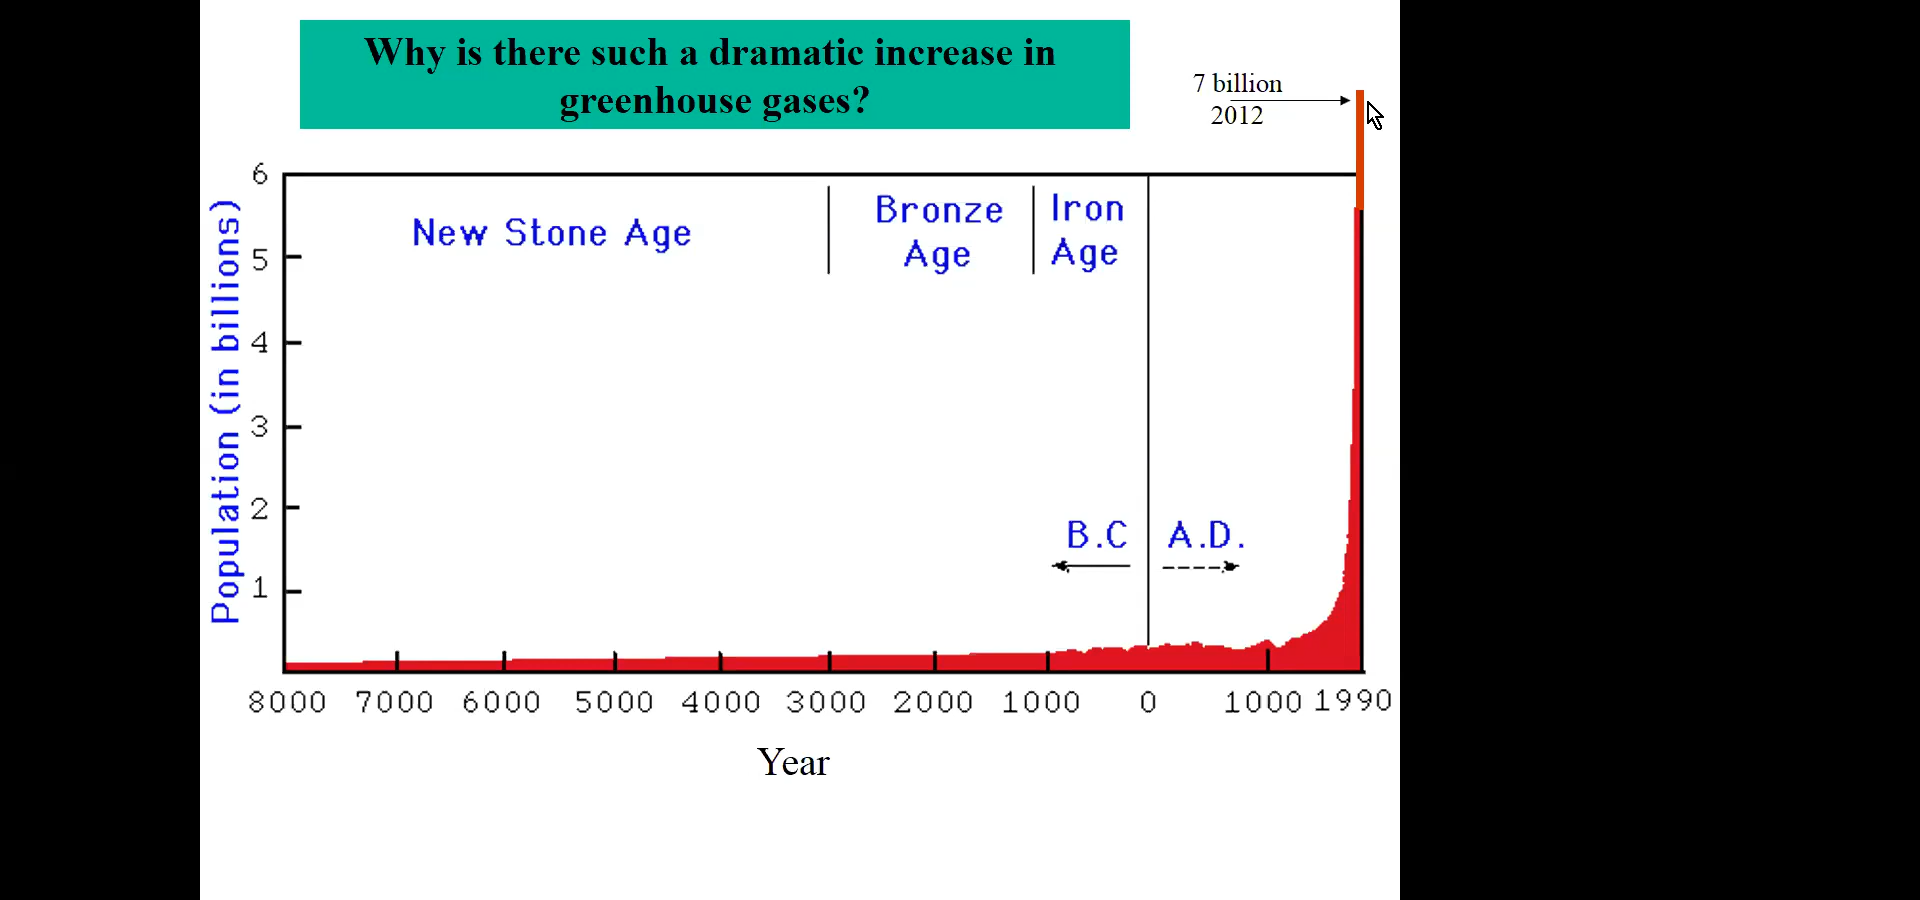 Why is there such a dramatic increase in
greenhouse gases?
7 billion
2012
6
5
4
3
2
1
Population (in billions)
New Stone Age
Bronze
Age
Iron
Age
B.C
A.D.
8000 7000 6000 5000 4000 3000 2000 1000 0 1000 1990
Year